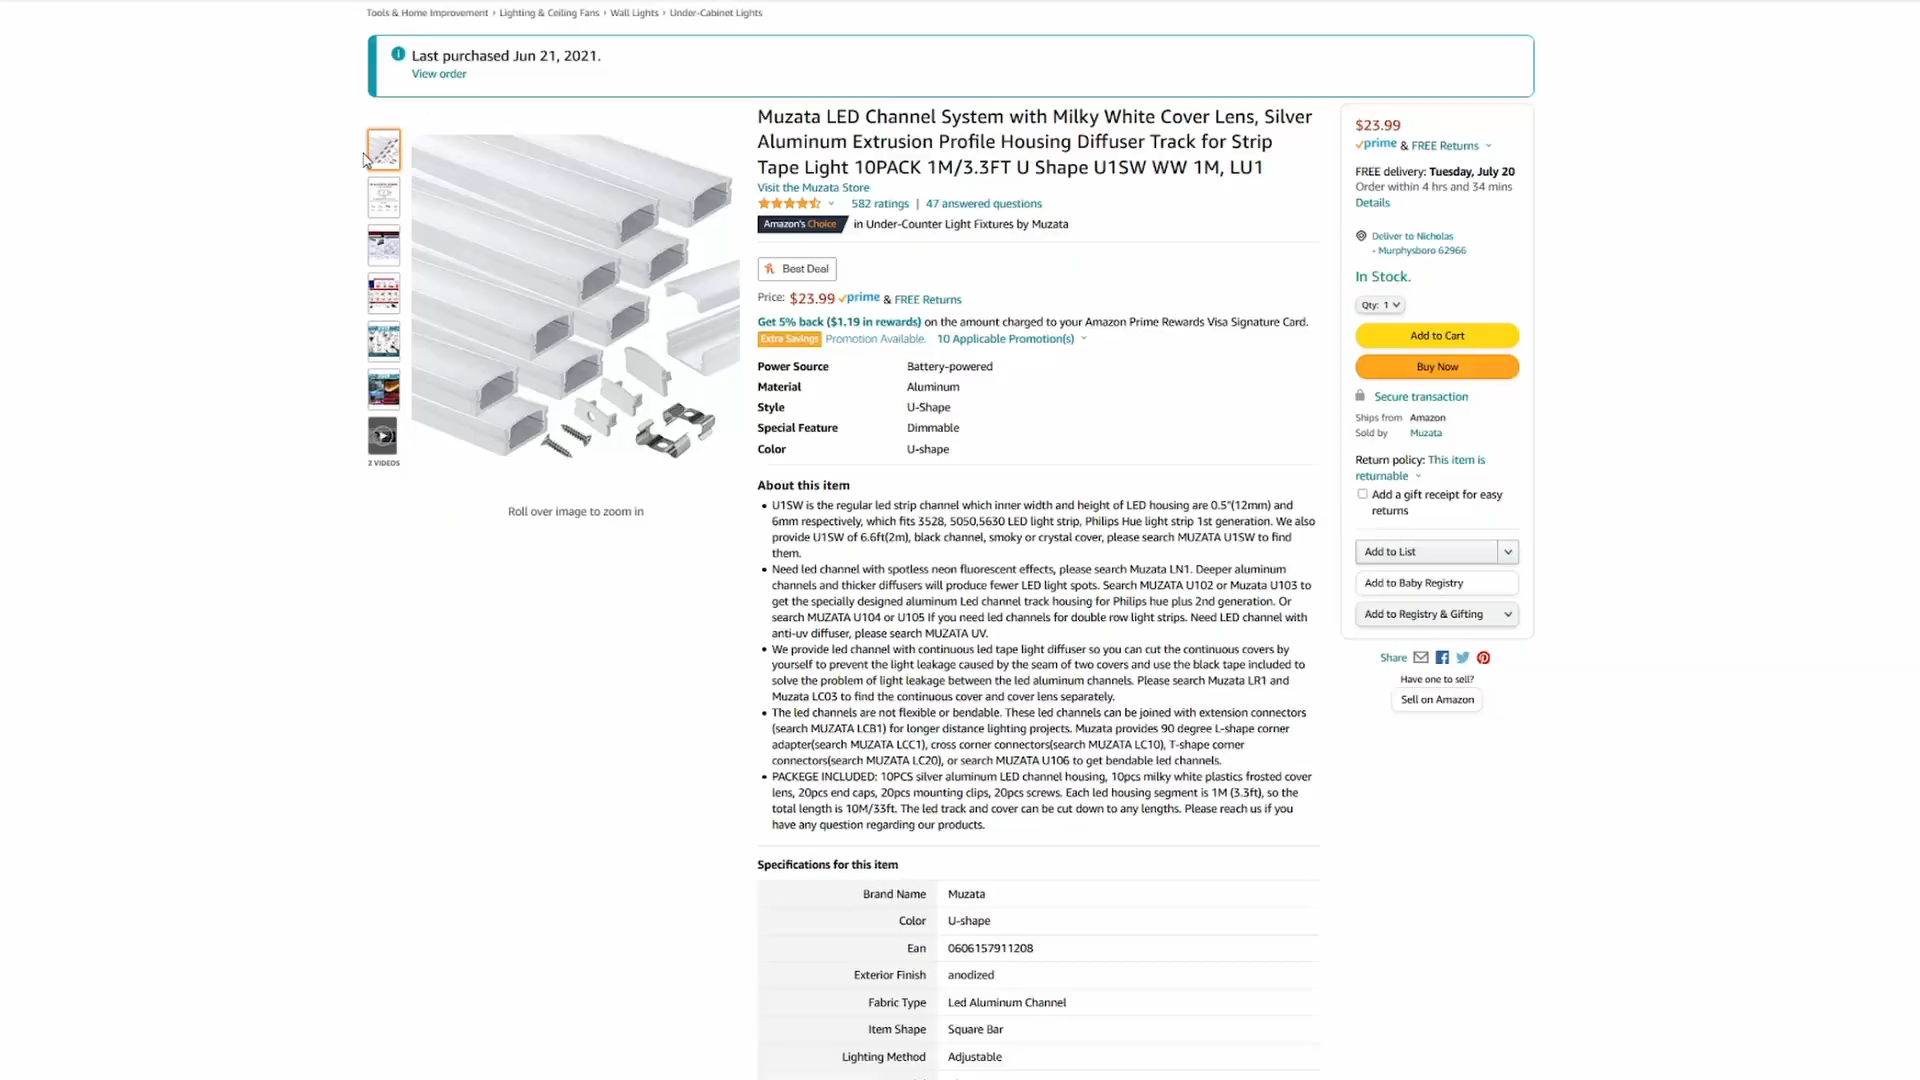 Tools & Home Improvement › Lighting & Ceiling Fans › Wall Lights › Under-Cabinet Lights
Last purchased Jun 21, 2021.
View order
2 VIDEOS
Roll over image to zoom in
Muzata LED Channel System with Milky White Cover Lens, Silver
Aluminum Extrusion Profile Housing Diffuser Track for Strip
Tape Light 10PACK 1M/3.3FT U Shape U1SW WW 1M, LU1
Visit the Muzata Store
582 ratings | 47 answered questions
Amazon's Choice in Under-Counter Light Fixtures by Muzata
Best Deal
Price: $23.99 prime & FREE Returns
Get 5% back ($1.19 in rewards) on the amount charged to your Amazon Prime Rewards Visa Signature Card.
Extra Savings Promotion Available. 10 Applicable Promotion(s)
Power Source Battery-powered
Material Aluminum
Style U-Shape
Special Feature Dimmable
Color U-shape
About this item
• U1SW is the regular led strip channel which inner width and height of LED housing are 0.5"(12mm) and
6mm respectively, which fits 3528, 5050,5630 LED light strip, Philips Hue light strip 1st generation. We also
provide U1SW of 6.6ft(2m), black channel, smoky or crystal cover, please search MUZATA U1SW to find
them.
• Need led channel with spotless neon fluorescent effects, please search Muzata LN1. Deeper aluminum
channels and thicker diffusers will produce fewer LED light spots. Search MUZATA U102 or Muzata U103 to
get the specially designed aluminum Led channel track housing for Philips hue plus 2nd generation. Or
search MUZATA U104 or U105 If you need led channels for double row light strips. Need LED channel with
anti-uv diffuser, please search MUZATA UV.
• We provide led channel with continuous led tape light diffuser so you can cut the continuous covers by
yourself to prevent the light leakage caused by the seam of two covers and use the black tape included to
solve the problem of light leakage between the led aluminum channels. Please search Muzata LR1 and
Muzata LC03 to find the continuous cover and cover lens separately.
• The led channels are not flexible or bendable. These led channels can be joined with extension connectors
(search MUZATA LCB1) for longer distance lighting projects. Muzata provides 90 degree L-shape corner
adapter(search MUZATA LCC1), cross corner connectors(search MUZATA LC10), T-shape corner
connectors(search MUZATA LC20), or search MUZATA U106 to get bendable led channels.
• PACKEGE INCLUDED: 10PCS silver aluminum LED channel housing, 10pcs milky white plastics frosted cover
lens, 20pcs end caps, 20pcs mounting clips, 20pcs screws. Each led housing segment is 1M (3.3ft), so the
total length is 10M/33ft. The led track and cover can be cut down to any lengths. Please reach us if you
have any question regarding our products.
Specifications for this item
Brand Name Muzata
Color U-shape
Ean 0606157911208
Exterior Finish anodized
Fabric Type Led Aluminum Channel
Item Shape Square Bar
Lighting Method Adjustable
$23.99
prime & FREE Returns
FREE delivery: Tuesday, July 20
Order within 4 hrs and 34 mins
Details
Deliver to Nicholas
- Murphysboro 62966
In Stock.
Qty: 1
Add to Cart
Buy Now
Secure transaction
Ships from Amazon
Sold by Muzata
Return policy: This item is
returnable
Add a gift receipt for easy
returns
Add to List
Add to Baby Registry
Add to Registry & Gifting
Share
Have one to sell?
Sell on Amazon